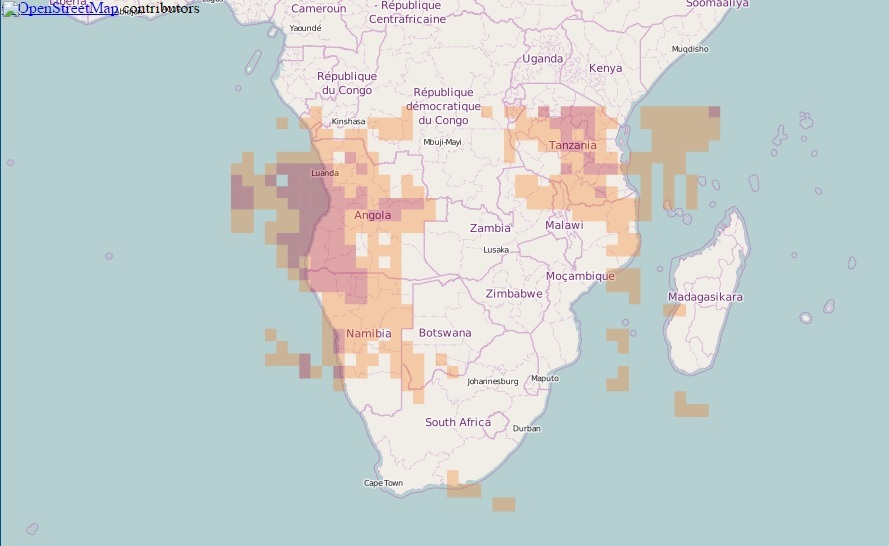 Liberia
Lagos
OpenStreetMap contributors
Cameroun
- République
Centrafricaine
Soomaaliya
Yaoundé
Muqdisho
Uganda
Kenya
République
du Congo
République
démocratique
du Congo
Kinshasa
Mbuji-Mayi
Tanzania
Luanda
Angola
Zambia
Malawi
Lusaka
Moçambique
Zimbabwe
Madagasikara
Namibia
Botswana
Johannesburg
Maputo
South Africa
Durban
Cape Town